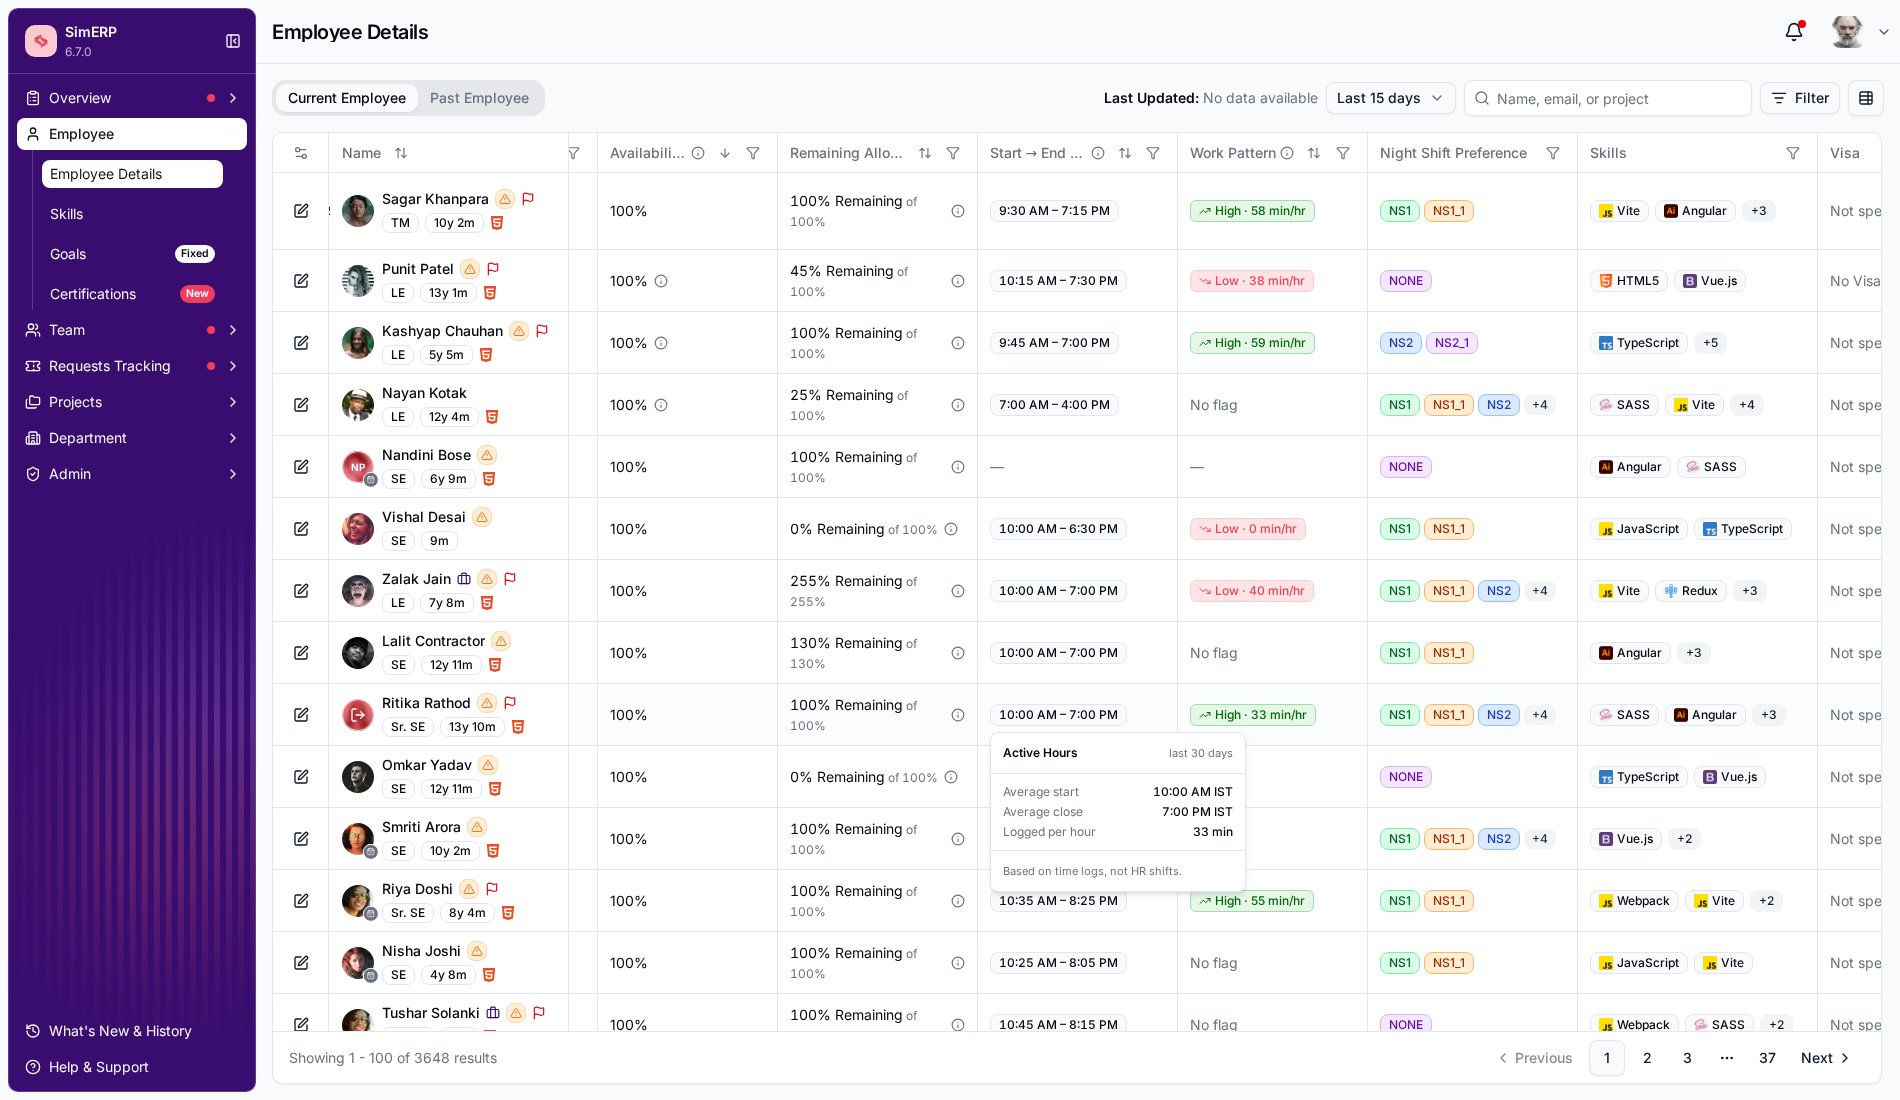 SimERP
6.7.0
Overview
Employee
Employee Details
Skills
Goals Fixed
Certifications New
Team
Requests Tracking
Projects
Department
Admin
What's New & History
Help & Support
Employee Details
Current Employee Past Employee
Last Updated: No data available Last 15 days Name, email, or project Filter
Name Availabili... Remaining Allo... Start → End ... Work Pattern Night Shift Preference Skills Visa
Sagar Khanpara 100% 100% Remaining of 100% 9:30 AM – 7:15 PM High · 58 min/hr NS1 NS1_1 Vite Angular +3 Not spe
TM 10y 2m
Punit Patel 100% 45% Remaining of 100% 10:15 AM – 7:30 PM Low · 38 min/hr NONE HTML5 Vue.js No Visa
LE 13y 1m
Kashyap Chauhan 100% 100% Remaining of 100% 9:45 AM – 7:00 PM High · 59 min/hr NS2 NS2_1 TypeScript +5 Not spe
LE 5y 5m
Nayan Kotak 100% 25% Remaining of 100% 7:00 AM – 4:00 PM No flag NS1 NS1_1 NS2 +4 SASS Vite +4 Not spe
LE 12y 4m
NP Nandini Bose 100% 100% Remaining of 100% — — NONE Angular SASS Not spe
SE 6y 9m
Vishal Desai 100% 0% Remaining of 100% 10:00 AM – 6:30 PM Low · 0 min/hr NS1 NS1_1 JavaScript TypeScript Not spe
SE 9m
Zalak Jain 100% 255% Remaining of 255% 10:00 AM – 7:00 PM Low · 40 min/hr NS1 NS1_1 NS2 +4 Vite Redux +3 Not spe
LE 7y 8m
Lalit Contractor 100% 130% Remaining of 130% 10:00 AM – 7:00 PM No flag NS1 NS1_1 Angular +3 Not spe
SE 12y 11m
Ritika Rathod 100% 100% Remaining of 100% 10:00 AM – 7:00 PM High · 33 min/hr NS1 NS1_1 NS2 +4 SASS Angular +3 Not spe
Sr. SE 13y 10m
Active Hours last 30 days
Average start 10:00 AM IST
Average close 7:00 PM IST
Logged per hour 33 min
Based on time logs, not HR shifts.
Omkar Yadav 100% 0% Remaining of 100% NONE TypeScript Vue.js Not spe
SE 12y 11m
Smriti Arora 100% 100% Remaining of 100% NS1 NS1_1 NS2 +4 Vue.js +2 Not spe
SE 10y 2m
Riya Doshi 100% 100% Remaining of 100% 10:35 AM – 8:25 PM High · 55 min/hr NS1 NS1_1 Webpack Vite +2 Not spe
Sr. SE 8y 4m
Nisha Joshi 100% 100% Remaining of 100% 10:25 AM – 8:05 PM No flag NS1 NS1_1 JavaScript Vite Not spe
SE 4y 8m
Tushar Solanki 100% 100% Remaining of 10:45 AM – 8:15 PM No flag NONE Webpack SASS +2 Not spe
Showing 1 - 100 of 3648 results Previous 1 2 3 ... 37 Next